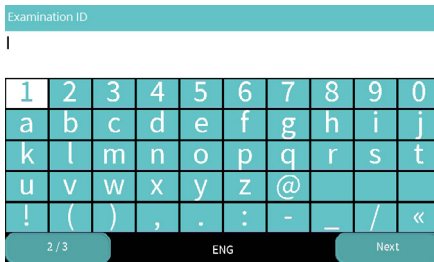 Examination ID
1 2 3 4 5 6 7 8 9 0
a b c d e f g h i j
k l m n o p q r s t
u v w x y z @
! ( ) , . : - _ / «
2 / 3 ENG Next